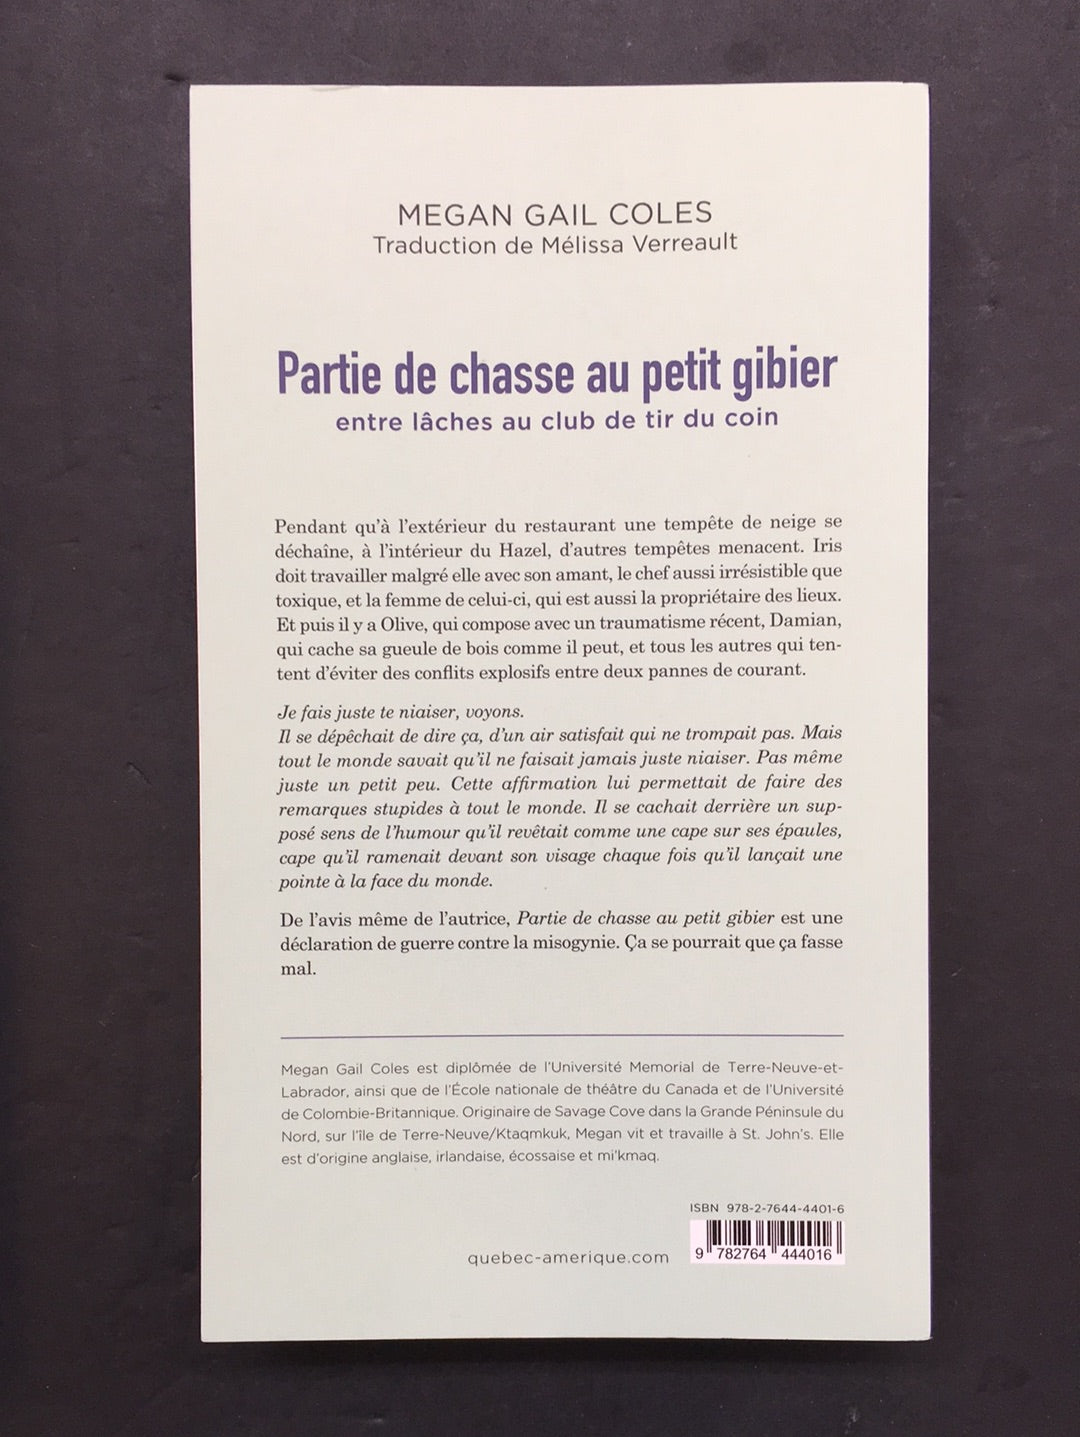 MEGAN GAIL COLES
Traduction de Mélissa Verreault
Partie de chasse au petit gibier
entre lâches au club de tir du coin
Pendant qu'à l'extérieur du restaurant une tempête de neige se
déchaîne, à l'intérieur du Hazel, d'autres tempêtes menacent. Iris
doit travailler malgré elle avec son amant, le chef aussi irrésistible que
toxique, et la femme de celui-ci, qui est aussi la propriétaire des lieux.
Et puis il y a Olive, qui compose avec un traumatisme récent, Damian,
qui cache sa gueule de bois comme il peut, et tous les autres qui ten-
tent d'éviter des conflits explosifs entre deux pannes de courant.
Je fais juste te niaiser, voyons.
Il se dépêchait de dire ça, d'un air satisfait qui ne trompait pas. Mais
tout le monde savait qu'il ne faisait jamais juste niaiser. Pas même
juste un petit peu. Cette affirmation lui permettait de faire des
remarques stupides à tout le monde. Il se cachait derrière un sup-
posé sens de l'humour qu'il revêtait comme une cape sur ses épaules,
cape qu'il ramenait devant son visage chaque fois qu'il lançait une
pointe à la face du monde.
De l'avis même de l'autrice, Partie de chasse au petit gibier est une
déclaration de guerre contre la misogynie. Ça se pourrait que ça fasse
mal.
Megan Gail Coles est diplômée de l'Université Memorial de Terre-Neuve-et-
Labrador, ainsi que de l'École nationale de théâtre du Canada et de l'Université
de Colombie-Britannique. Originaire de Savage Cove dans la Grande Péninsule du
Nord, sur l'île de Terre-Neuve/Ktaqmkuk, Megan vit et travaille à St. John's. Elle
est d'origine anglaise, irlandaise, écossaise et mi'kmaq.
ISBN 978-2-7644-4401-6
quebec-amerique.com
9 782764 444016